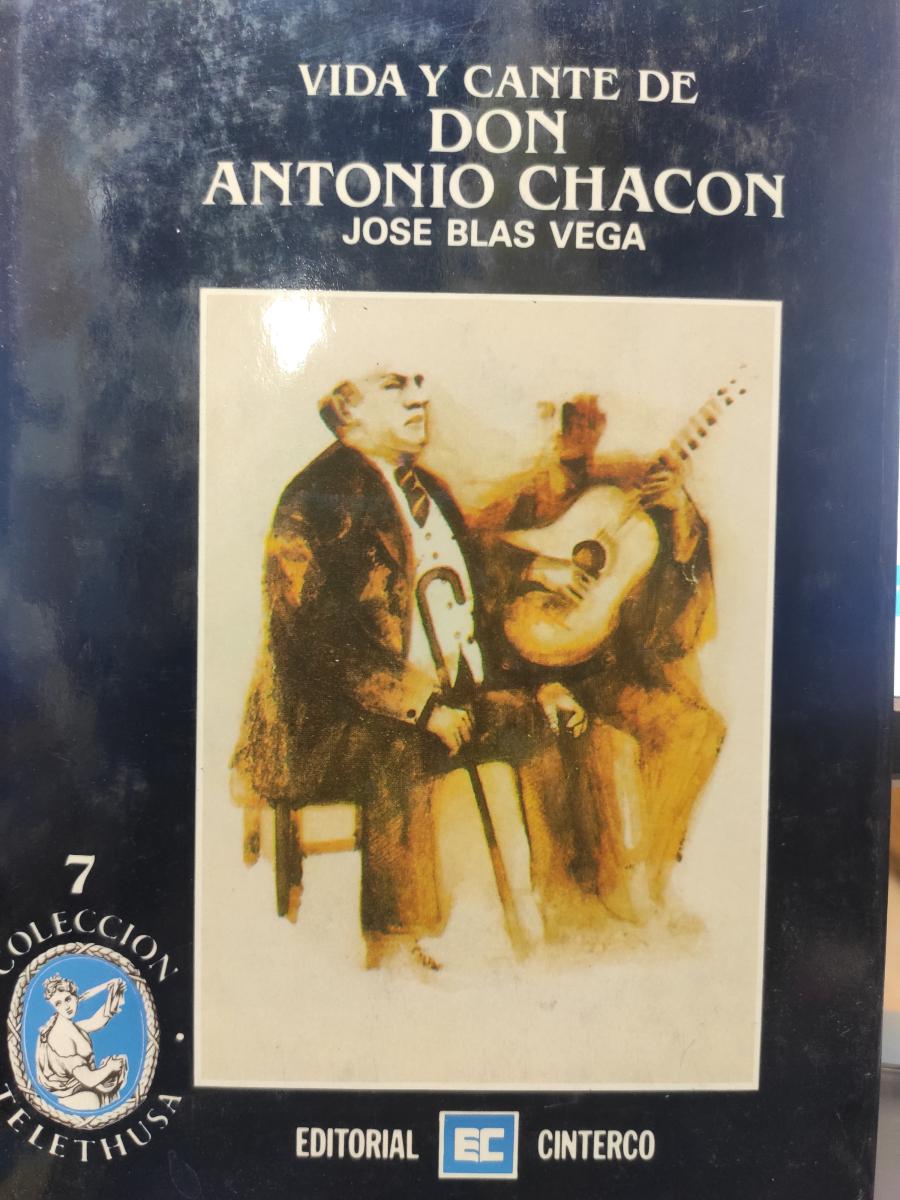 VIDA Y CANTE DE
DON
ANTONIO CHACON
JOSE BLAS VEGA
7
COLECCION
TELETHUSA
EDITORIAL EC CINTERCO